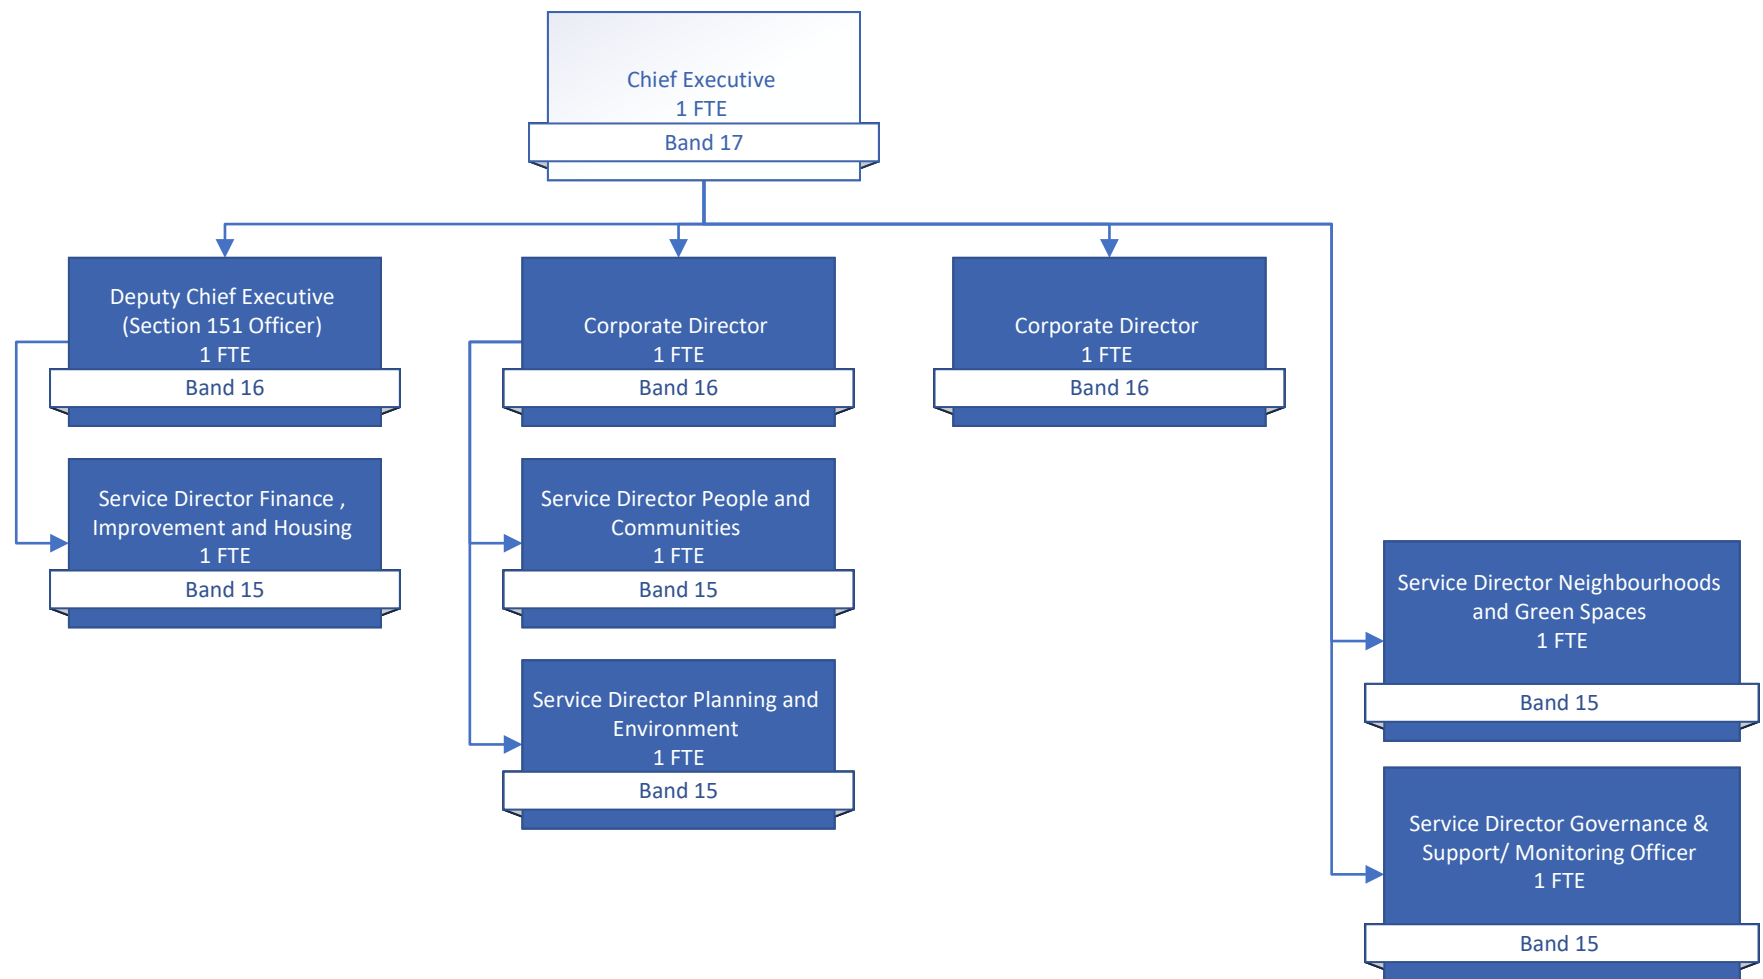 Chief Executive
1 FTE
Band 17
Deputy Chief Executive
(Section 151 Officer)
1 FTE
Band 16
Corporate Director
1 FTE
Band 16
Corporate Director
1 FTE
Band 16
Service Director Finance ,
Improvement and Housing
1 FTE
Band 15
Service Director People and
Communities
1 FTE
Band 15
Service Director Planning and
Environment
1 FTE
Band 15
Service Director Neighbourhoods
and Green Spaces
1 FTE
Band 15
Service Director Governance &
Support/ Monitoring Officer
1 FTE
Band 15